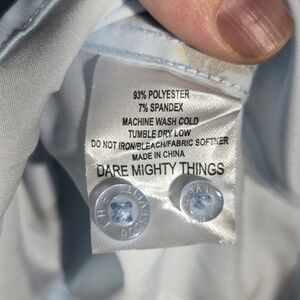 93% POLYESTER
7% SPANDEX
MACHINE WASH COLD
TUMBLE DRY LOW
DO NOT IRON/BLEACH/FABRIC SOFTNER
MADE IN CHINA
DARE MIGHTY THINGS